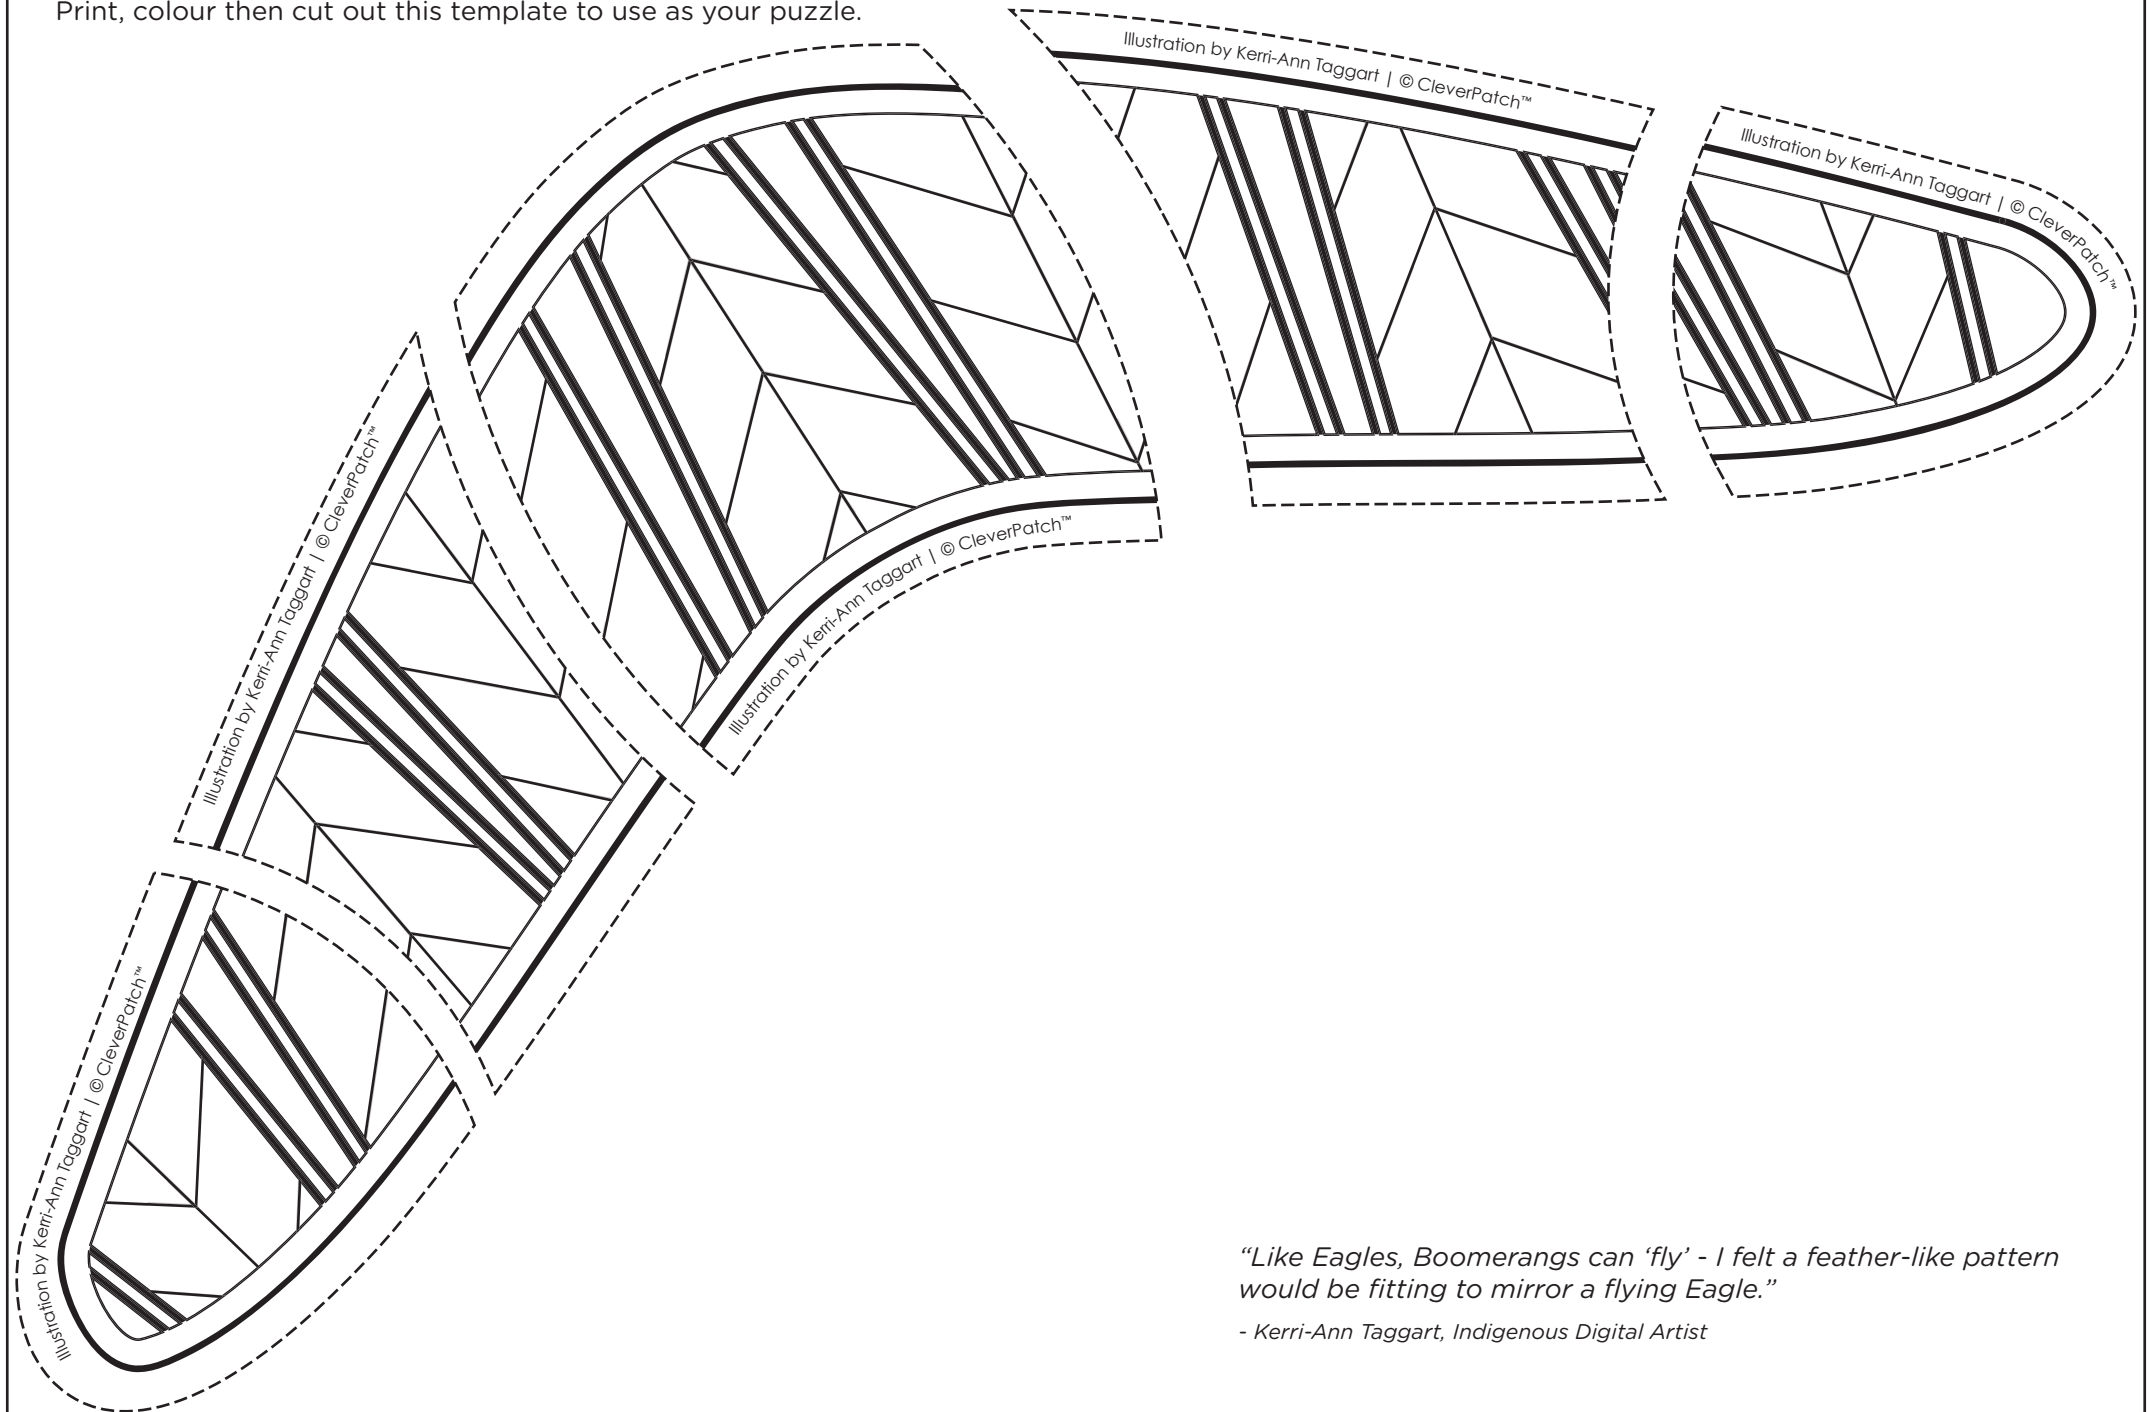 Print, colour then cut out this template to use as your puzzle.
Illustration by Kerri-Ann Taggart | © CleverPatch™
Illustration by Kerri-Ann Taggart | © CleverPatch™
Illustration by Kerri-Ann Taggart | © CleverPatch™
Illustration by Kerri-Ann Taggart | © CleverPatch™
Illustration by Kerri-Ann Taggart | © CleverPatch™
“Like Eagles, Boomerangs can ‘fly’ - I felt a feather-like pattern
would be fitting to mirror a flying Eagle.”
- Kerri-Ann Taggart, Indigenous Digital Artist